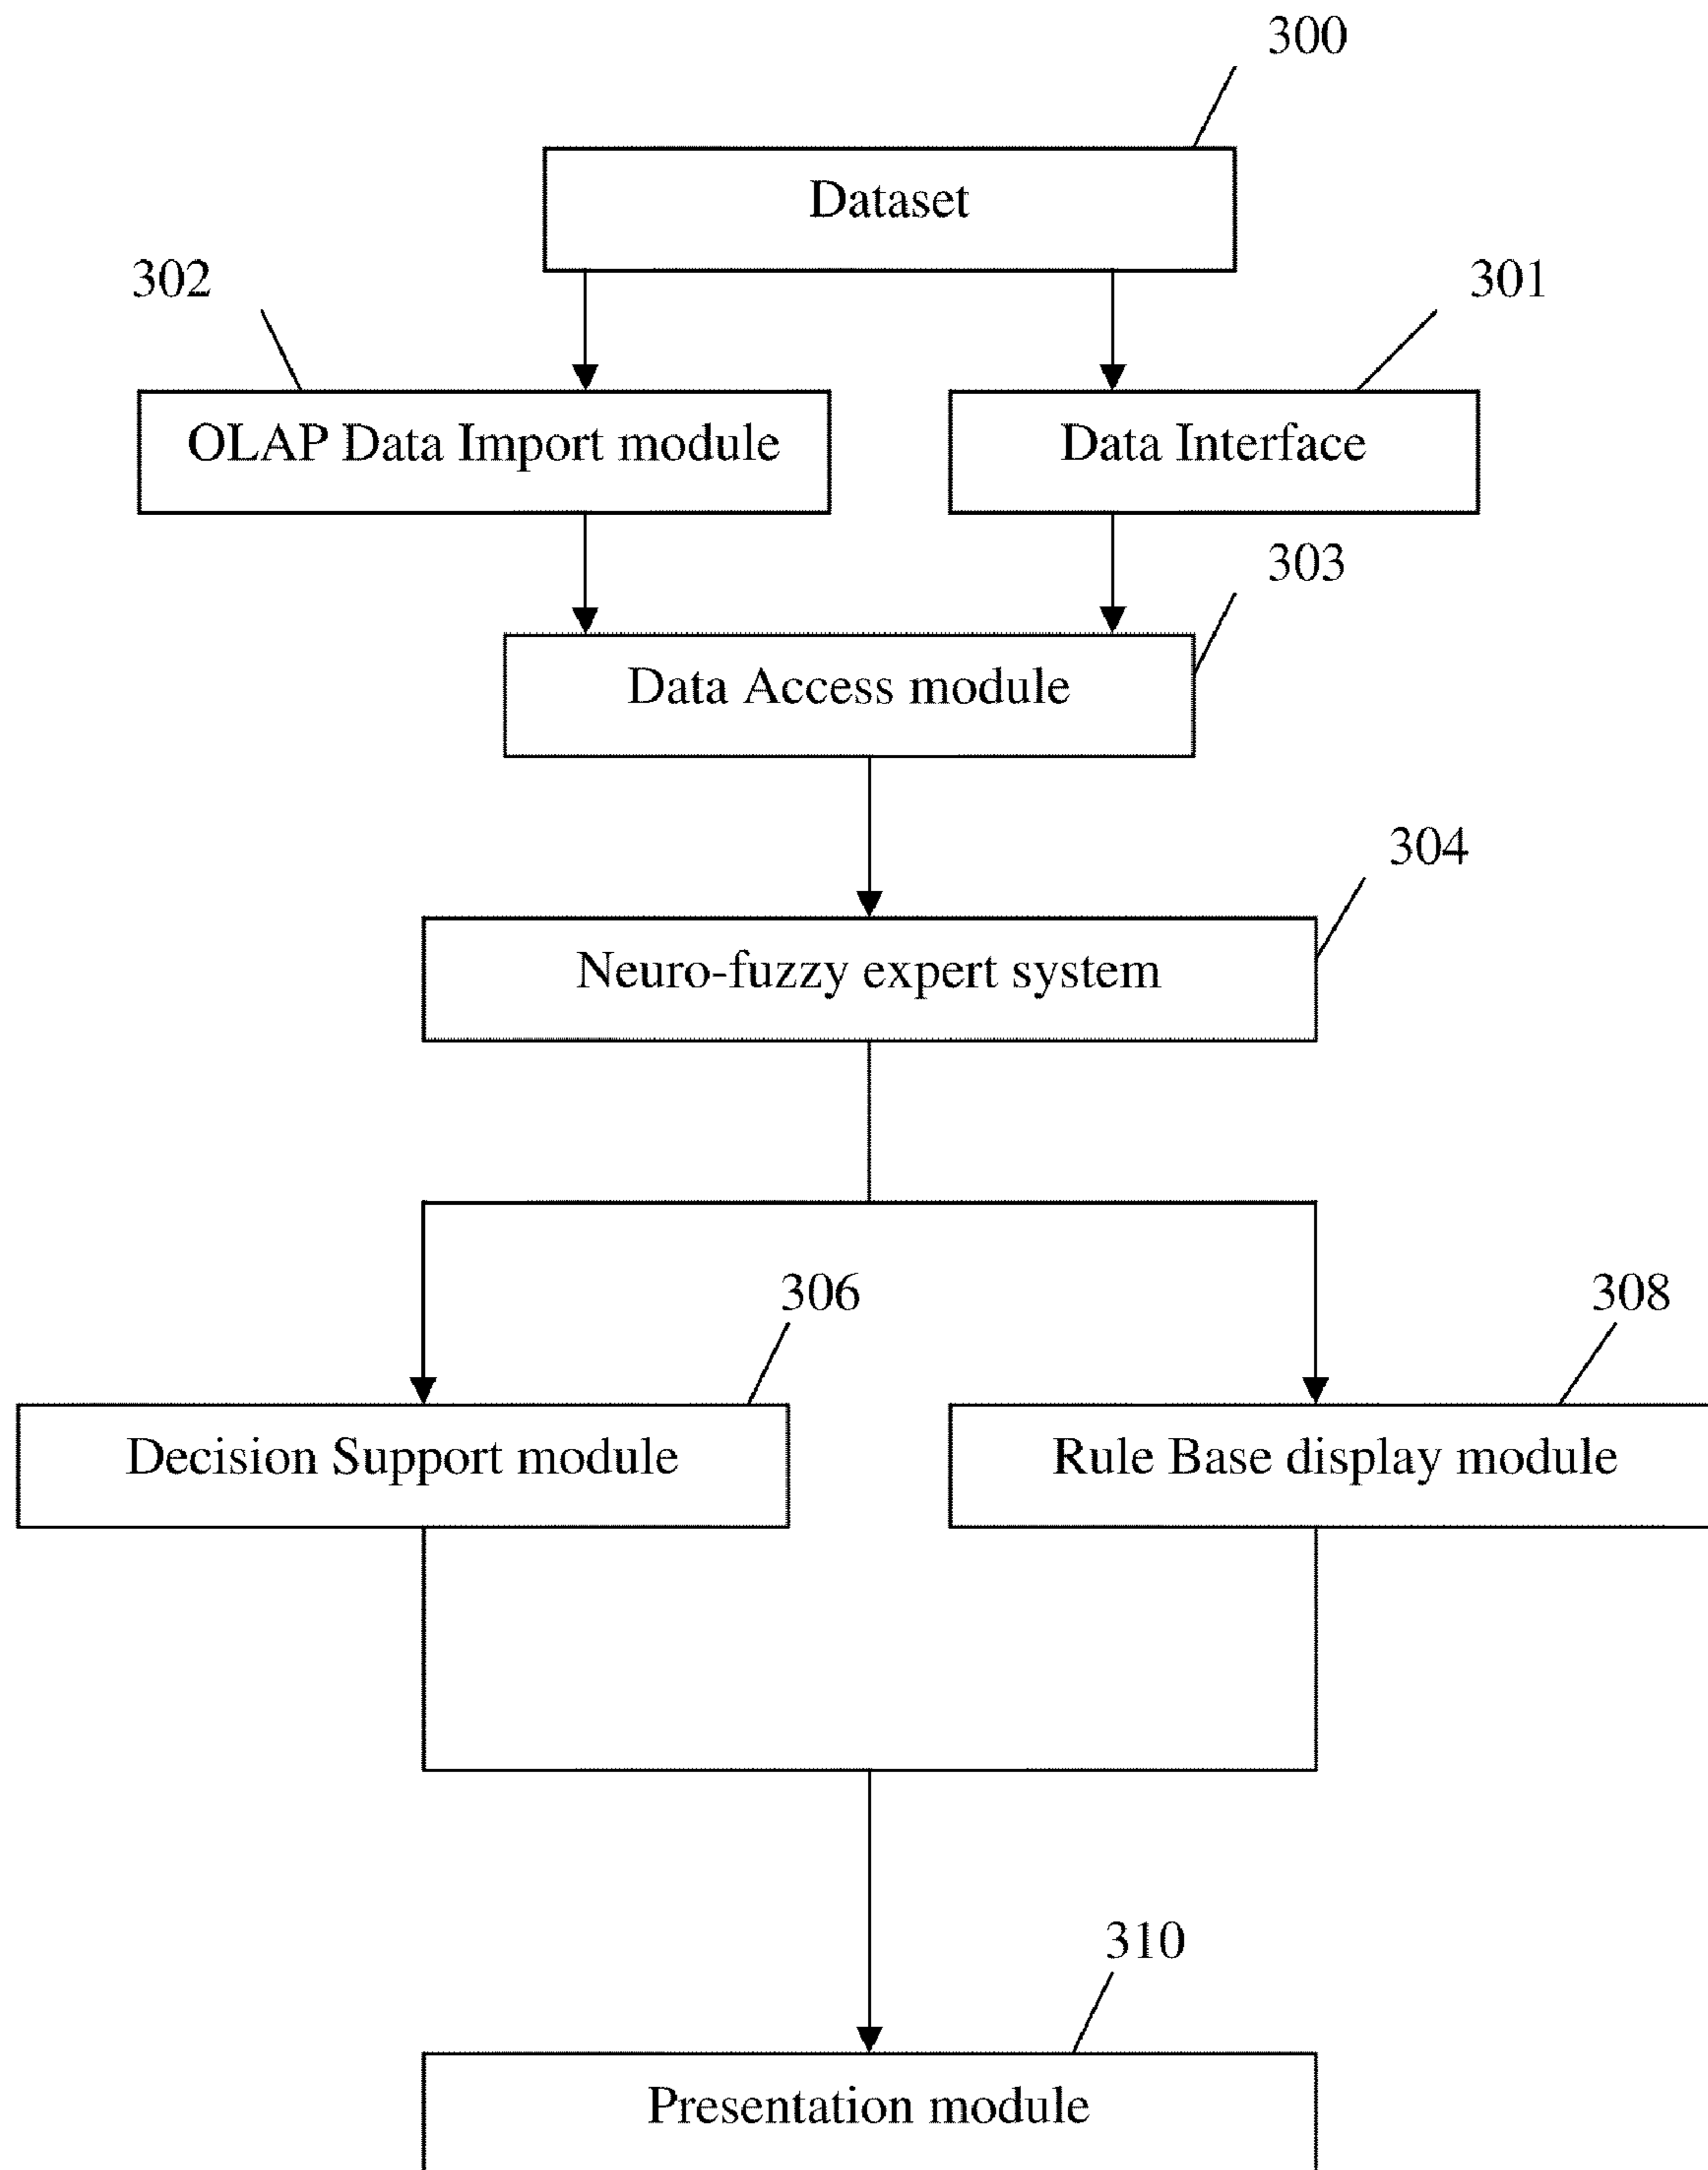 300
Dataset
302
301
OLAP Data Import module
Data Interface
303
Data Access module
304
Neuro-fuzzy expert system
306
308
Decision Support module
Rule Base display module
310
Presentation module